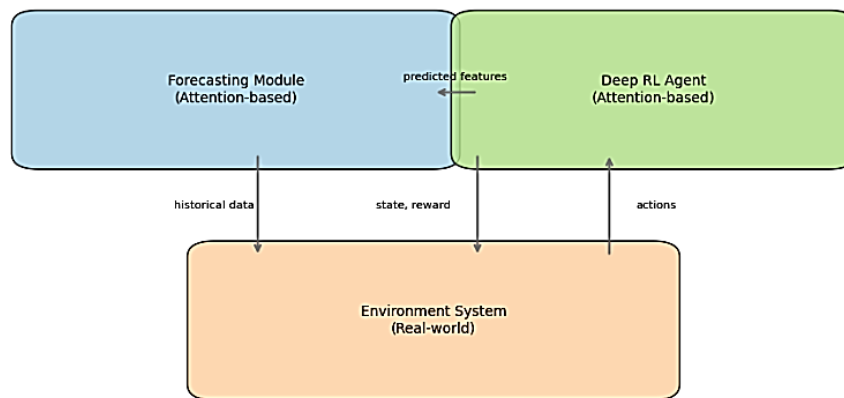 Forecasting Module
(Attention-based)
predicted features
Deep RL Agent
(Attention-based)
historical data
state, reward
actions
Environment System
(Real-world)